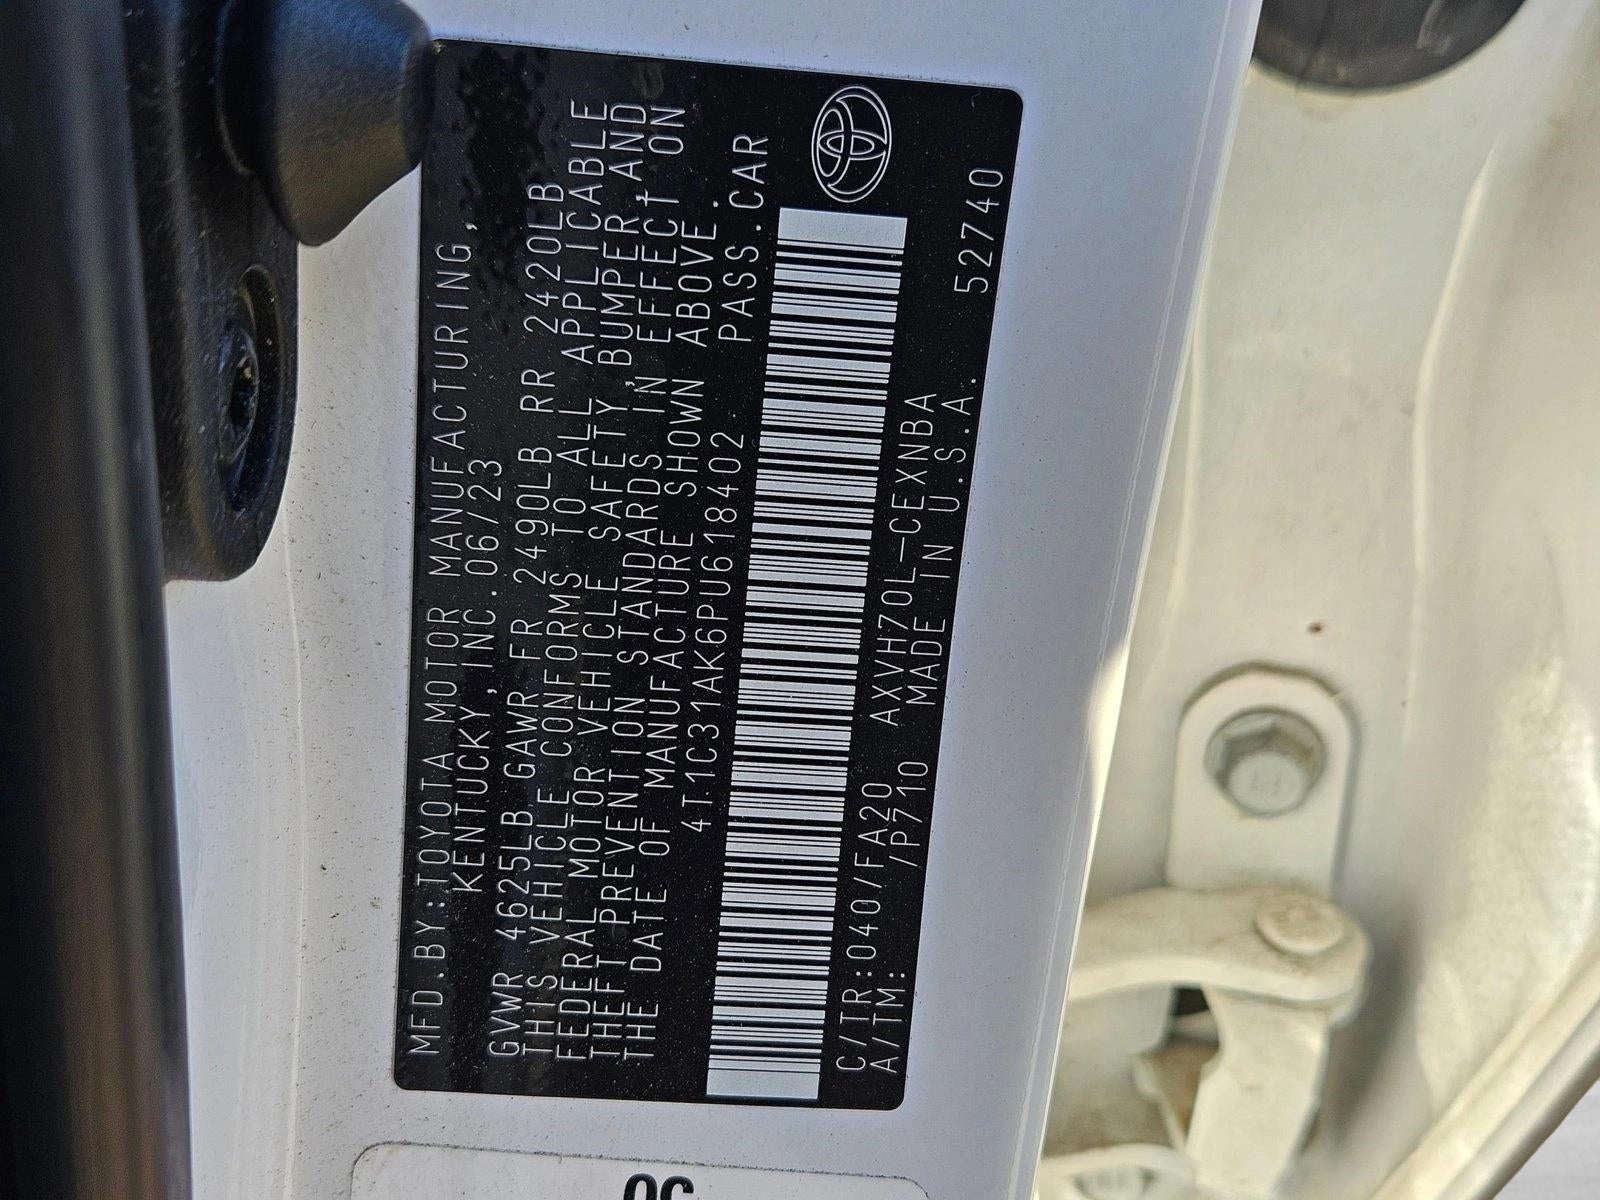 MFD.BY:TOYOTA MOTOR MANUFACTURING,
KENTUCKY,INC.06/23
GVWR 4625LB GAWR FR 2490LB RR 2420LB
THIS VEHICLE CONFORMS TO ALL APPLICABLE
FEDERAL MOTOR VEHICLE SAFETY,BUMPER,AND
THEFT PREVENTION STANDARDS IN EFFECT ON
THE DATE OF MANUFACTURE SHOWN ABOVE.
4T1C31AK6PU618402 PASS.CAR
C/TR:040/FA20 AXVH70L-CEXNBA
A/TM: /P710 MADE IN U.S.A.
52740